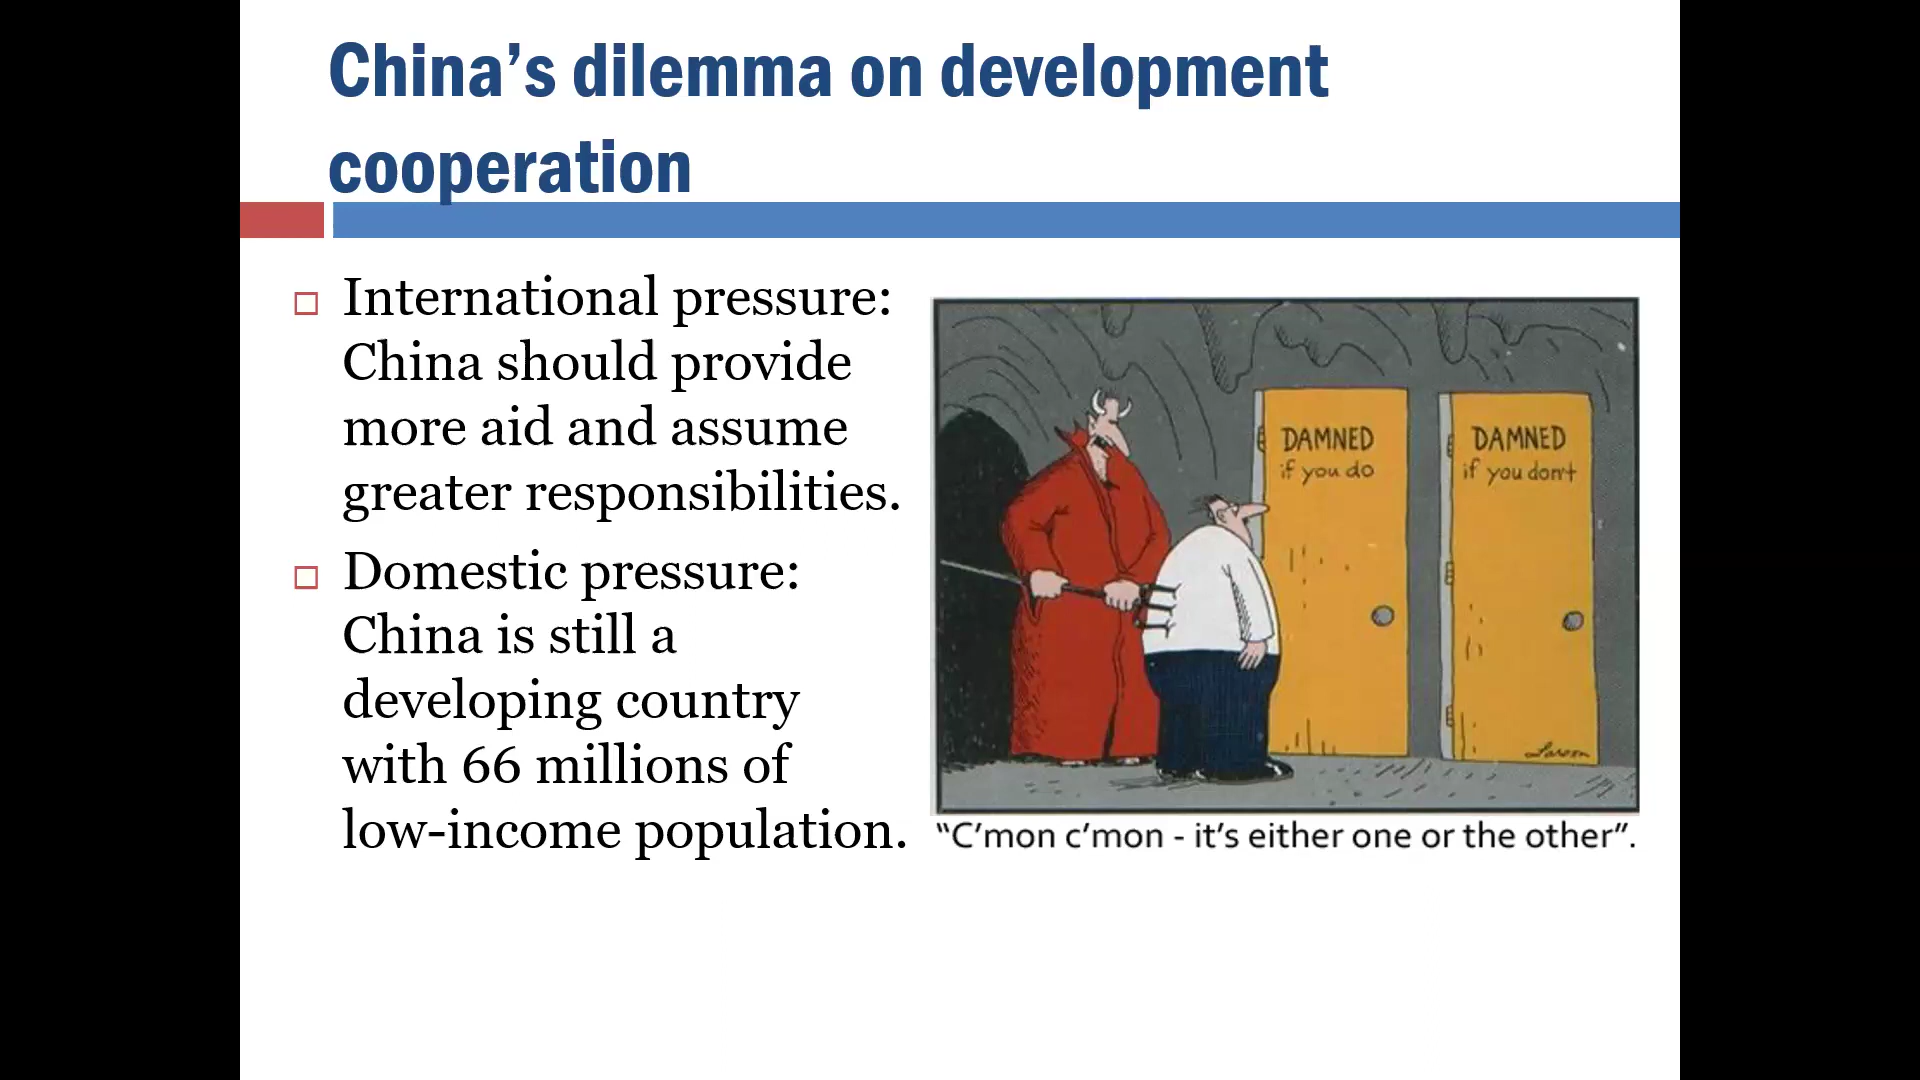 China’s dilemma on development
cooperation
International pressure:
China should provide
more aid and assume
greater responsibilities.
Domestic pressure:
China is still a
developing country
with 66 millions of
low-income population.
DAMNED
if you do
DAMNED
if you don't
Larson
“C’mon c’mon - it’s either one or the other”.